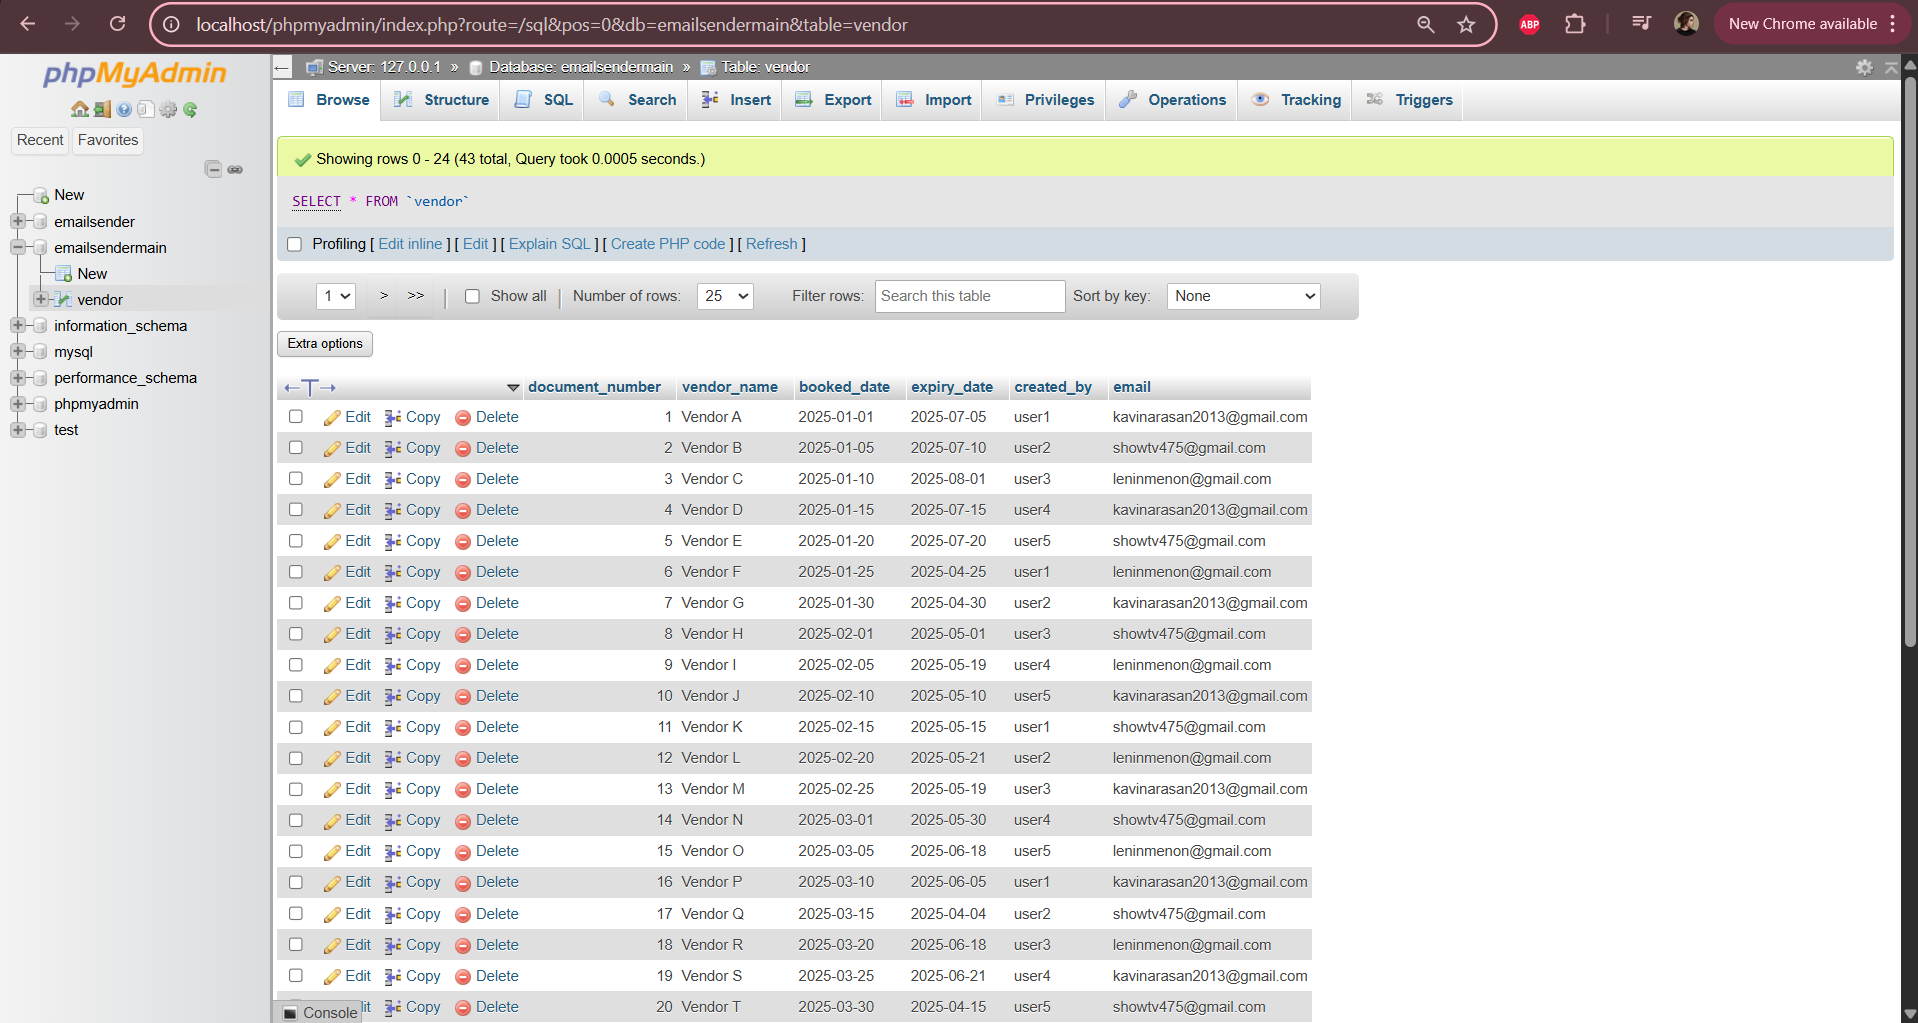 localhost/phpmyadmin/index.php?route=/sql&pos=0&db=emailsendermain&table=vendor
ABP
New Chrome available
phpMyAdmin
Recent Favorites
New
emailsender
emailsendermain
New
vendor
information_schema
mysql
performance_schema
phpmyadmin
test
Server: 127.0.0.1 » Database: emailsendermain » Table: vendor
Browse Structure SQL Search Insert Export Import Privileges Operations Tracking Triggers
Showing rows 0 - 24 (43 total, Query took 0.0005 seconds.)
SELECT * FROM `vendor`
Profiling [ Edit inline ] [ Edit ] [ Explain SQL ] [ Create PHP code ] [ Refresh ]
1 > >> | Show all | Number of rows: 25 Filter rows: Search this table Sort by key: None
Extra options
←T→ document_number vendor_name booked_date expiry_date created_by email
Edit Copy Delete 1 Vendor A 2025-01-01 2025-07-05 user1 kavinarasan2013@gmail.com
Edit Copy Delete 2 Vendor B 2025-01-05 2025-07-10 user2 showtv475@gmail.com
Edit Copy Delete 3 Vendor C 2025-01-10 2025-08-01 user3 leninmenon@gmail.com
Edit Copy Delete 4 Vendor D 2025-01-15 2025-07-15 user4 kavinarasan2013@gmail.com
Edit Copy Delete 5 Vendor E 2025-01-20 2025-07-20 user5 showtv475@gmail.com
Edit Copy Delete 6 Vendor F 2025-01-25 2025-04-25 user1 leninmenon@gmail.com
Edit Copy Delete 7 Vendor G 2025-01-30 2025-04-30 user2 kavinarasan2013@gmail.com
Edit Copy Delete 8 Vendor H 2025-02-01 2025-05-01 user3 showtv475@gmail.com
Edit Copy Delete 9 Vendor I 2025-02-05 2025-05-19 user4 leninmenon@gmail.com
Edit Copy Delete 10 Vendor J 2025-02-10 2025-05-10 user5 kavinarasan2013@gmail.com
Edit Copy Delete 11 Vendor K 2025-02-15 2025-05-15 user1 showtv475@gmail.com
Edit Copy Delete 12 Vendor L 2025-02-20 2025-05-21 user2 leninmenon@gmail.com
Edit Copy Delete 13 Vendor M 2025-02-25 2025-05-19 user3 kavinarasan2013@gmail.com
Edit Copy Delete 14 Vendor N 2025-03-01 2025-05-30 user4 showtv475@gmail.com
Edit Copy Delete 15 Vendor O 2025-03-05 2025-06-18 user5 leninmenon@gmail.com
Edit Copy Delete 16 Vendor P 2025-03-10 2025-06-05 user1 kavinarasan2013@gmail.com
Edit Copy Delete 17 Vendor Q 2025-03-15 2025-04-04 user2 showtv475@gmail.com
Edit Copy Delete 18 Vendor R 2025-03-20 2025-06-18 user3 leninmenon@gmail.com
Edit Copy Delete 19 Vendor S 2025-03-25 2025-06-21 user4 kavinarasan2013@gmail.com
Console it Copy Delete 20 Vendor T 2025-03-30 2025-04-15 user5 showtv475@gmail.com